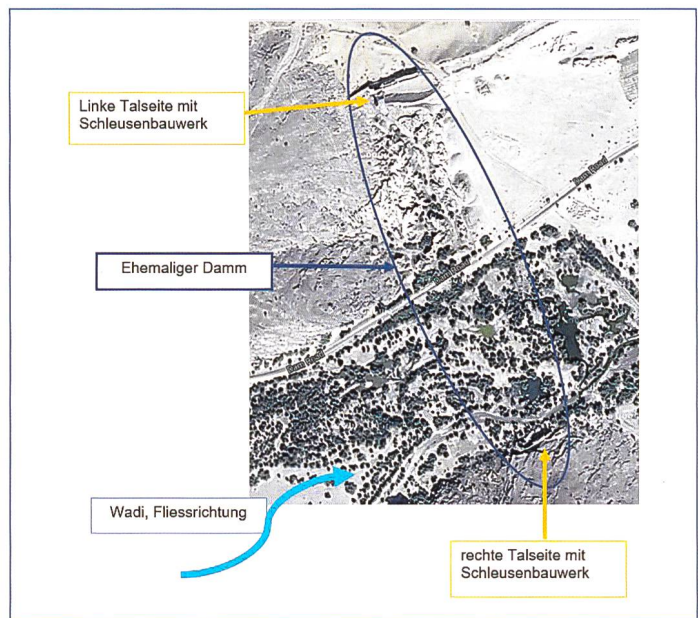 Linke Talseite mit
Schleusenbauwerk
Ehemaliger Damm
Wadi, Fliessrichtung
rechte Talseite mit
Schleusenbauwerk